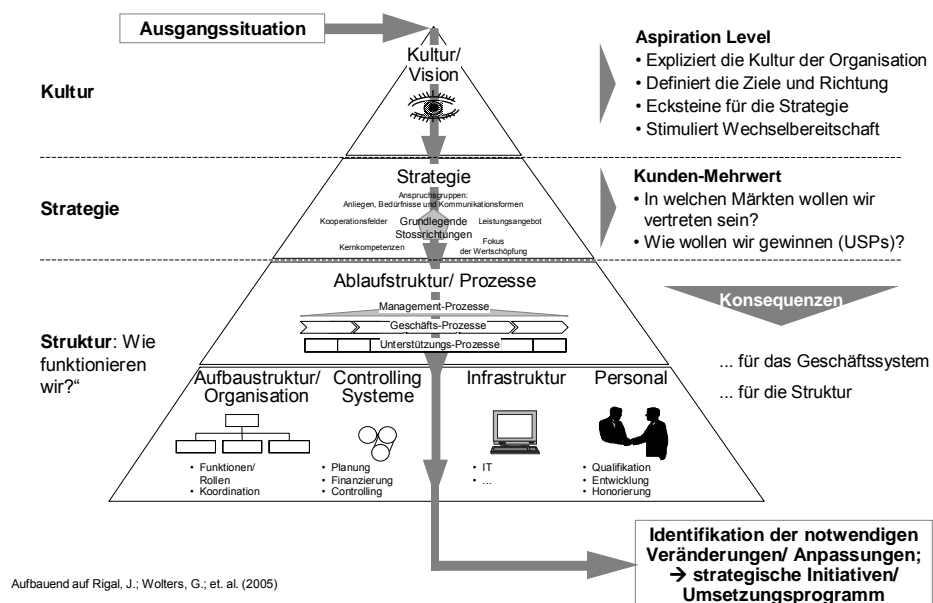 Ausgangssituation
Kultur/
Vision
Kultur
Aspiration Level
• Expliziert die Kultur der Organisation
• Definiert die Ziele und Richtung
• Ecksteine für die Strategie
• Stimuliert Wechselbereitschaft
Strategie
Strategie
Anspruchsgruppen:
Anliegen, Bedürfnisse und Kommunikationsformen
Kooperationsfelder
Grundlegende
Stossrichtungen
Leistungsangebot
Kernkompetenzen
Fokus
der Wertschöpfung
Kunden-Mehrwert
• In welchen Märkten wollen wir
vertreten sein?
• Wie wollen wir gewinnen (USPs)?
Struktur: Wie
funktionieren
wir?“
Ablaufstruktur/ Prozesse
Management-Prozesse
Geschäfts-Prozesse
Unterstützungs-Prozesse
Konsequenzen
... für das Geschäftssystem
... für die Struktur
Aufbaustruktur/
Organisation
• Funktionen/
Rollen
• Koordination
Controlling
Systeme
• Planung
• Finanzierung
• Controlling
Infrastruktur
• IT
• ...
Personal
• Qualifikation
• Entwicklung
• Honorierung
Identifikation der notwendigen
Veränderungen/ Anpassungen;
→ strategische Initiativen/
Umsetzungsprogramm
Aufbauend auf Rigal, J.; Wolters, G.; et. al. (2005)